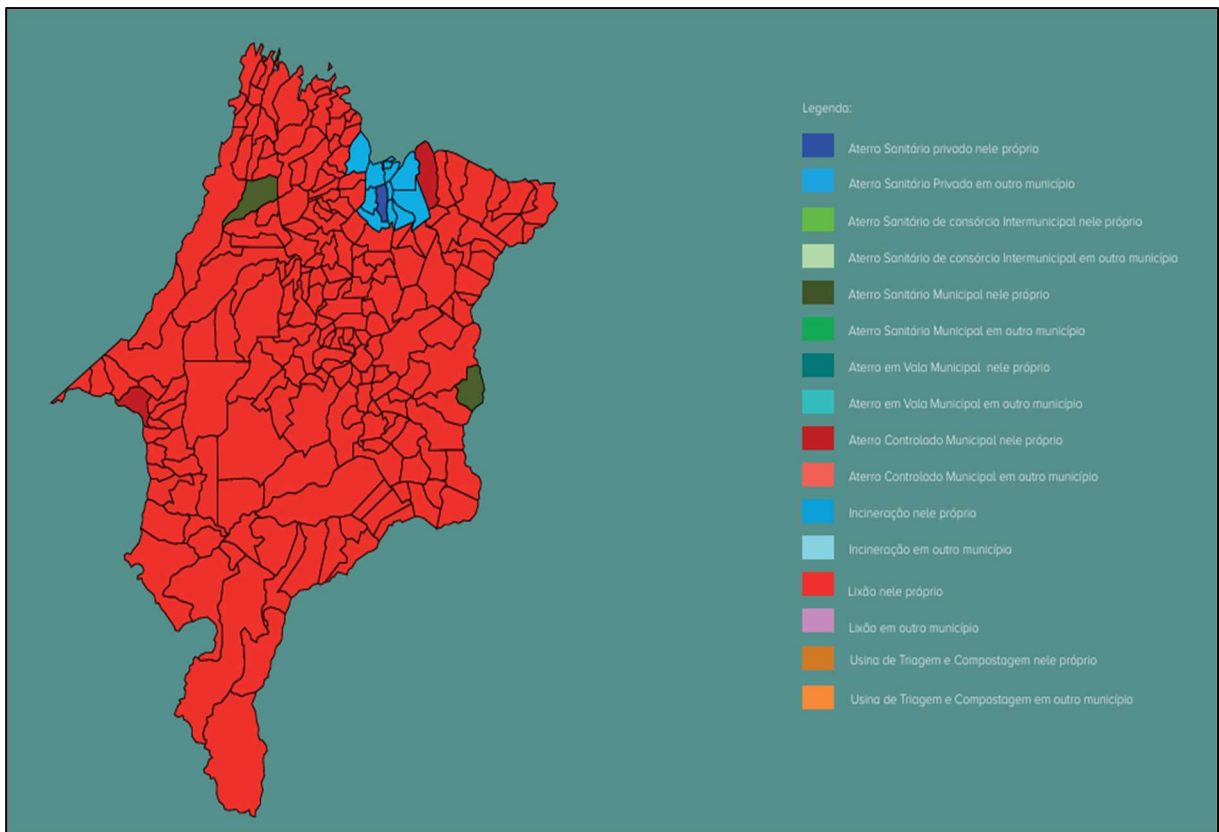 Legenda:
Aterro Sanitário privado nele próprio
Aterro Sanitário Privado em outro município
Aterro Sanitário de consórcio Intermunicipal nele próprio
Aterro Sanitário de consórcio Intermunicipal em outro município
Aterro Sanitário Municipal nele próprio
Aterro Sanitário Municipal em outro município
Aterro em Vala Municipal nele próprio
Aterro em Vala Municipal em outro município
Aterro Controlado Municipal nele próprio
Aterro Controlado Municipal em outro município
Incineração nele próprio
Incineração em outro município
Lixão nele próprio
Lixão em outro município
Usina de Triagem e Compostagem nele próprio
Usina de Triagem e Compostagem em outro município